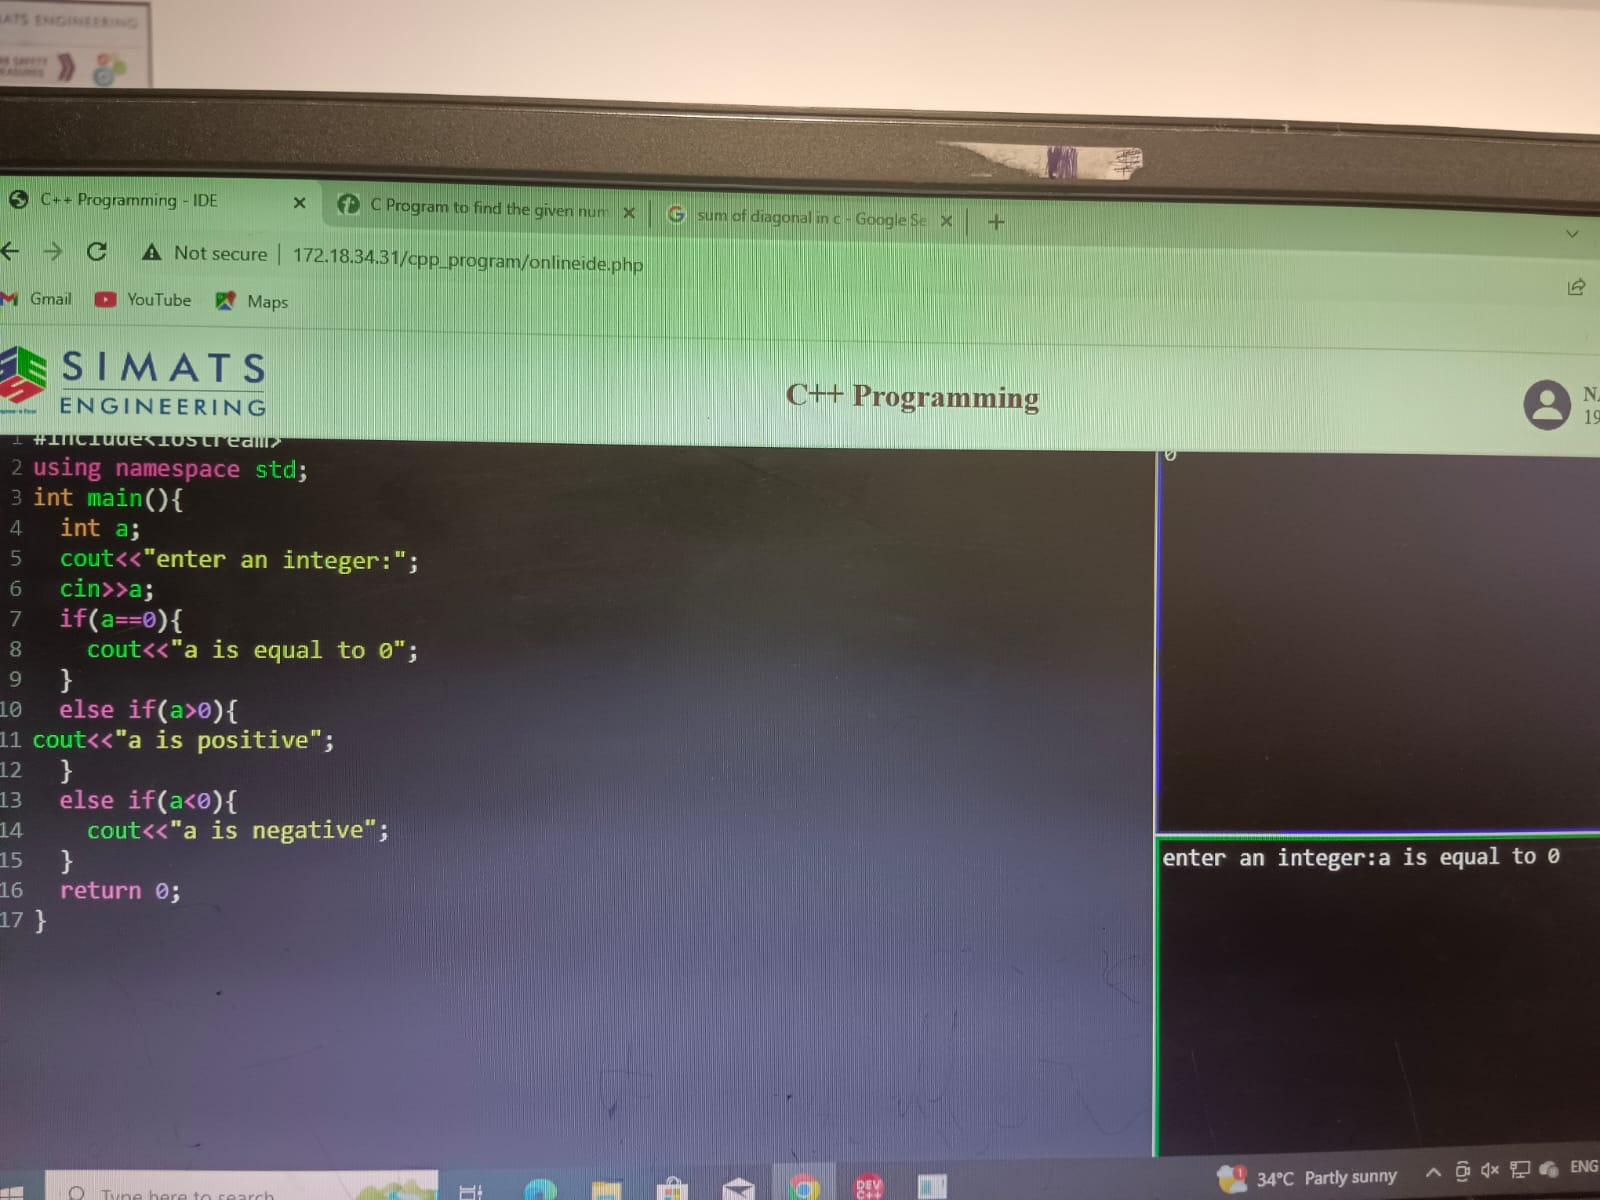 ATS ENGINEERING
C++ Programming - IDE
C Program to find the given num
sum of diagonal in c - Google Se
Not secure | 172.18.34.31/cpp_program/onlineide.php
Gmail
YouTube
Maps
SIMATS
ENGINEERING
C++ Programming
1 #include<iostream>
2 using namespace std;
3 int main(){
4 int a;
5 cout<<"enter an integer:";
6 cin>>a;
7 if(a==0){
8 cout<<"a is equal to 0";
9 }
10 else if(a>0){
11 cout<<"a is positive";
12 }
13 else if(a<0){
14 cout<<"a is negative";
15 }
16 return 0;
17 }
0
enter an integer:a is equal to 0
Type here to search
DEV
C++
1
34°C Partly sunny
ENG